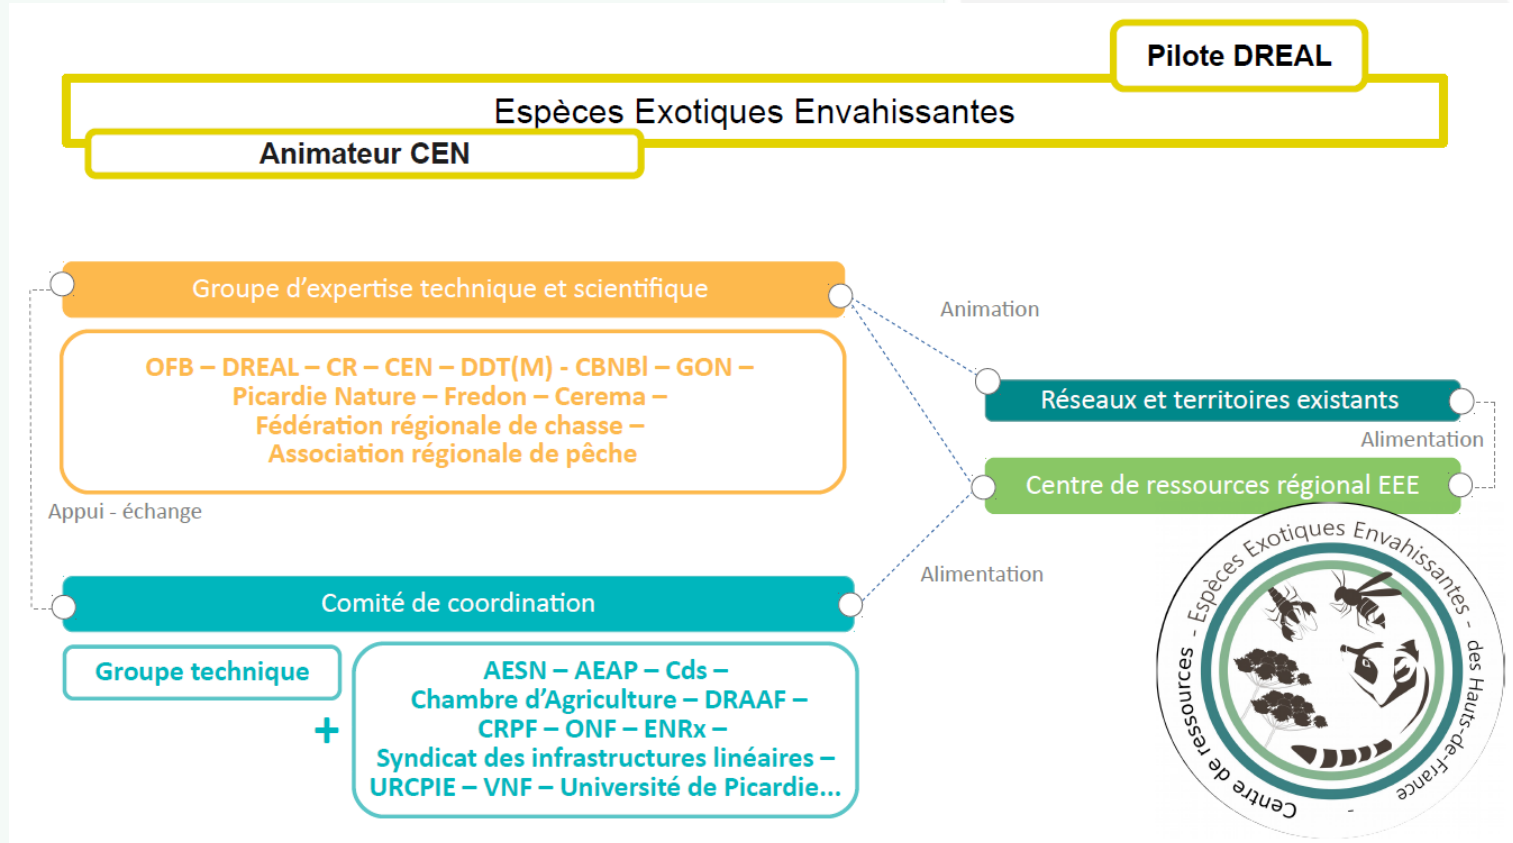 Pilote DREAL
Espèces Exotiques Envahissantes
Animateur CEN
Groupe d'expertise technique et scientifique
OFB – DREAL – CR – CEN – DDT(M) - CBNBl – GON –
Picardie Nature – Fredon – Cerema –
Fédération régionale de chasse –
Association régionale de pêche
Animation
Réseaux et territoires existants
Alimentation
Centre de ressources régional EEE
Appui - échange
Alimentation
Comité de coordination
Groupe technique
+
AESN – AEAP – Cds –
Chambre d'Agriculture – DRAAF –
CRPF – ONF – ENRx –
Syndicat des infrastructures linéaires –
URCPIE – VNF – Université de Picardie...
Centre de ressources - Espèces Exotiques Envahissantes - des Hauts-de-France -